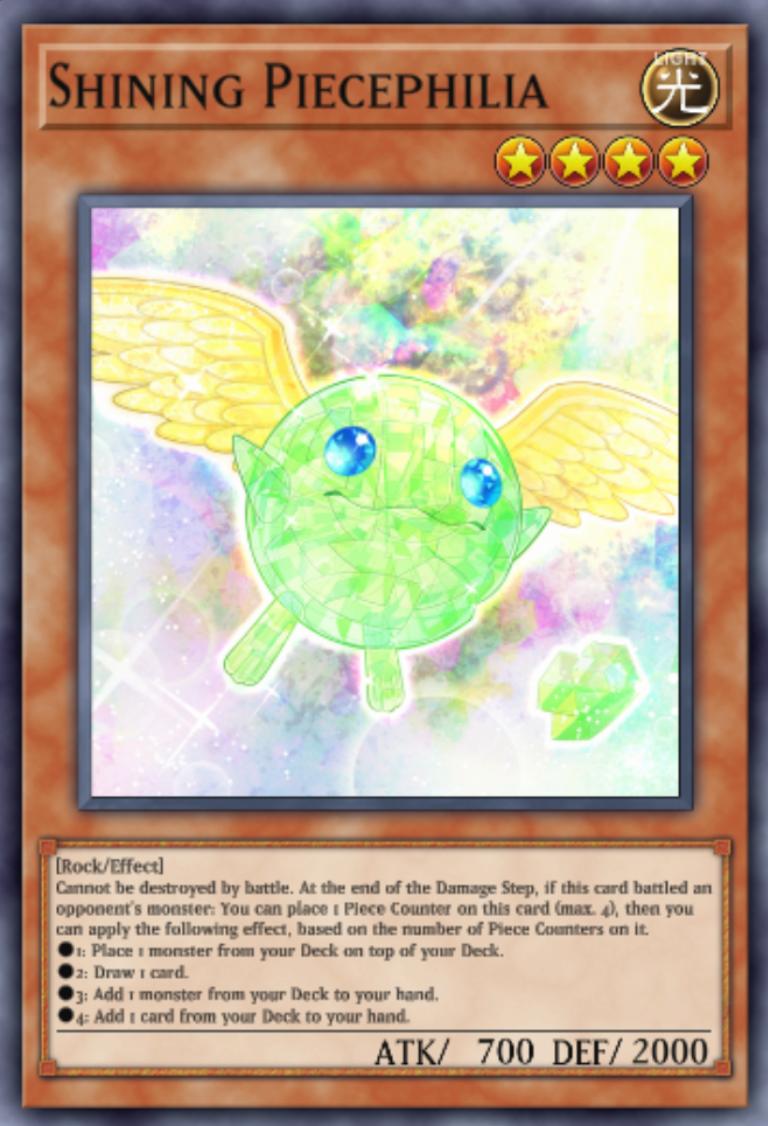 Shining Piecephilia
LIGHT
光
[Rock/Effect]
Cannot be destroyed by battle. At the end of the Damage Step, if this card battled an
opponent's monster: You can place 1 Piece Counter on this card (max. 4), then you
can apply the following effect, based on the number of Piece Counters on it.
●1: Place 1 monster from your Deck on top of your Deck.
●2: Draw 1 card.
●3: Add 1 monster from your Deck to your hand.
●4: Add 1 card from your Deck to your hand.
ATK/ 700 DEF/ 2000